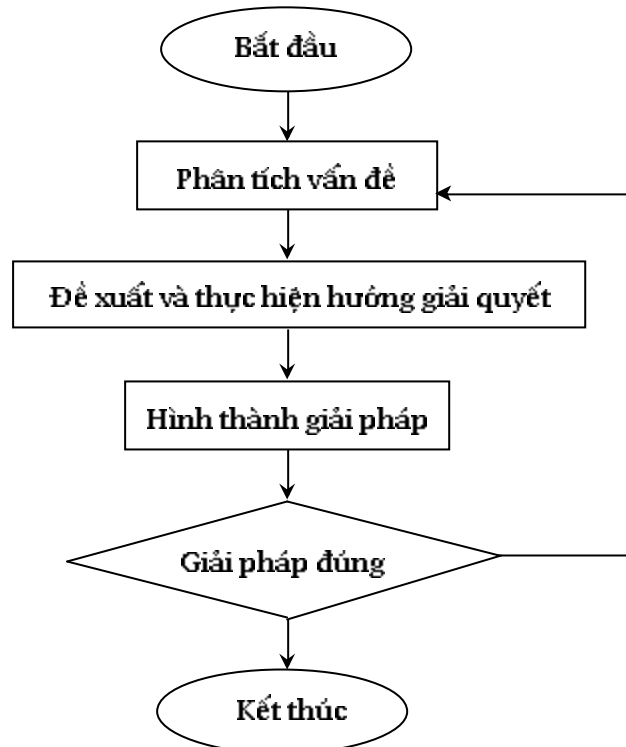 Bắt đầu
Phân tích vấn đề
Đề xuất và thực hiện hướng giải quyết
Hình thành giải pháp
Giải pháp đúng
Kết thúc